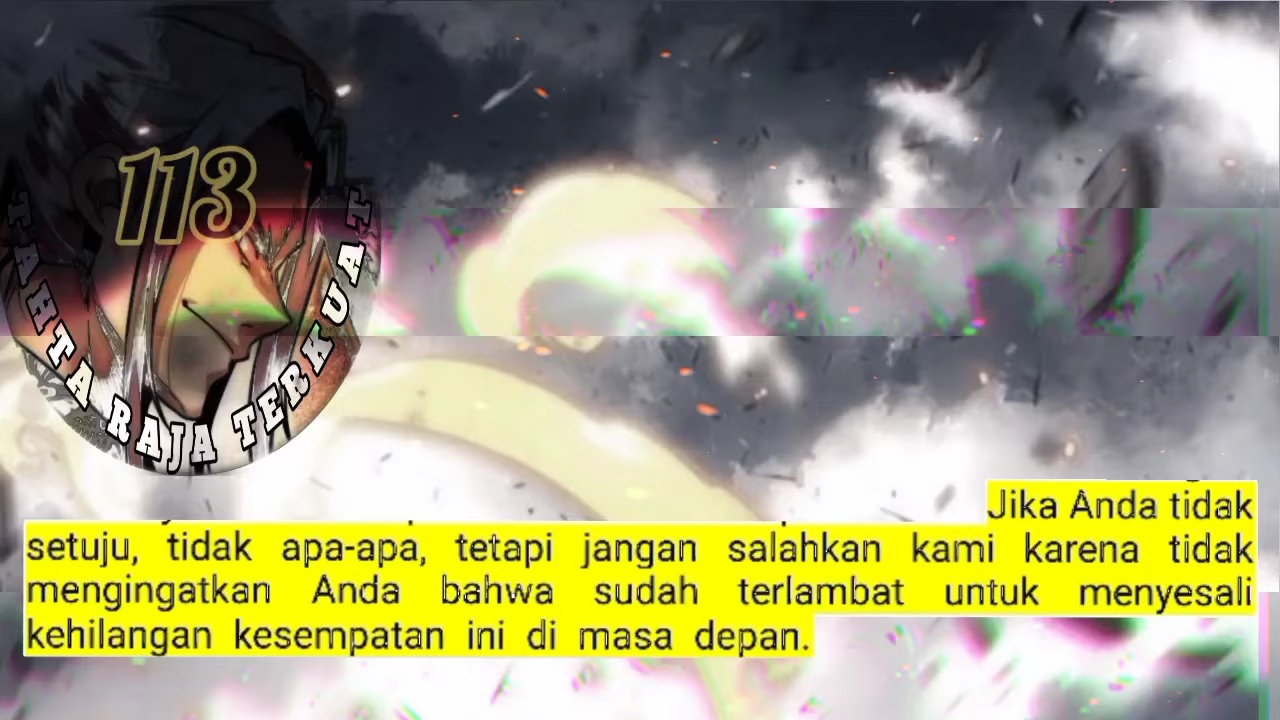 113
TAHTA RAJA TERKUAT
Jika Anda tidak
setuju, tidak apa-apa, tetapi jangan salahkan kami karena tidak
mengingatkan Anda bahwa sudah terlambat untuk menyesali
kehilangan kesempatan ini di masa depan.